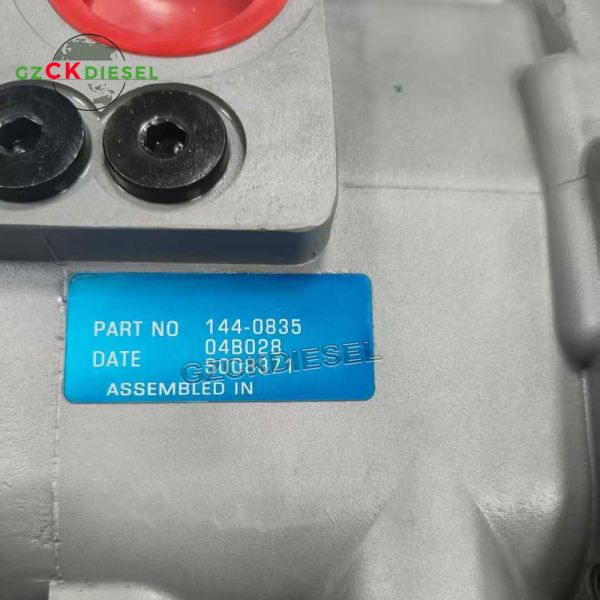 GZCKDIESEL
PART NO 144-0835
04B028
DATE 5008371
GZCKDIESEL
ASSEMBLED IN